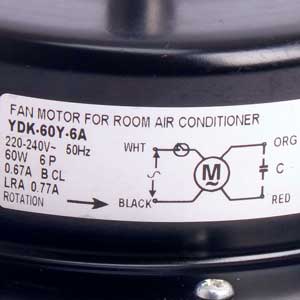 FAN MOTOR FOR ROOM AIR CONDITIONER
YDK-60Y-6A
220-240V~ 50Hz
60W 6 P
0.67A B CL
LRA 0.77A
ROTATION
WHT
M
BLACK
ORG
C
RED